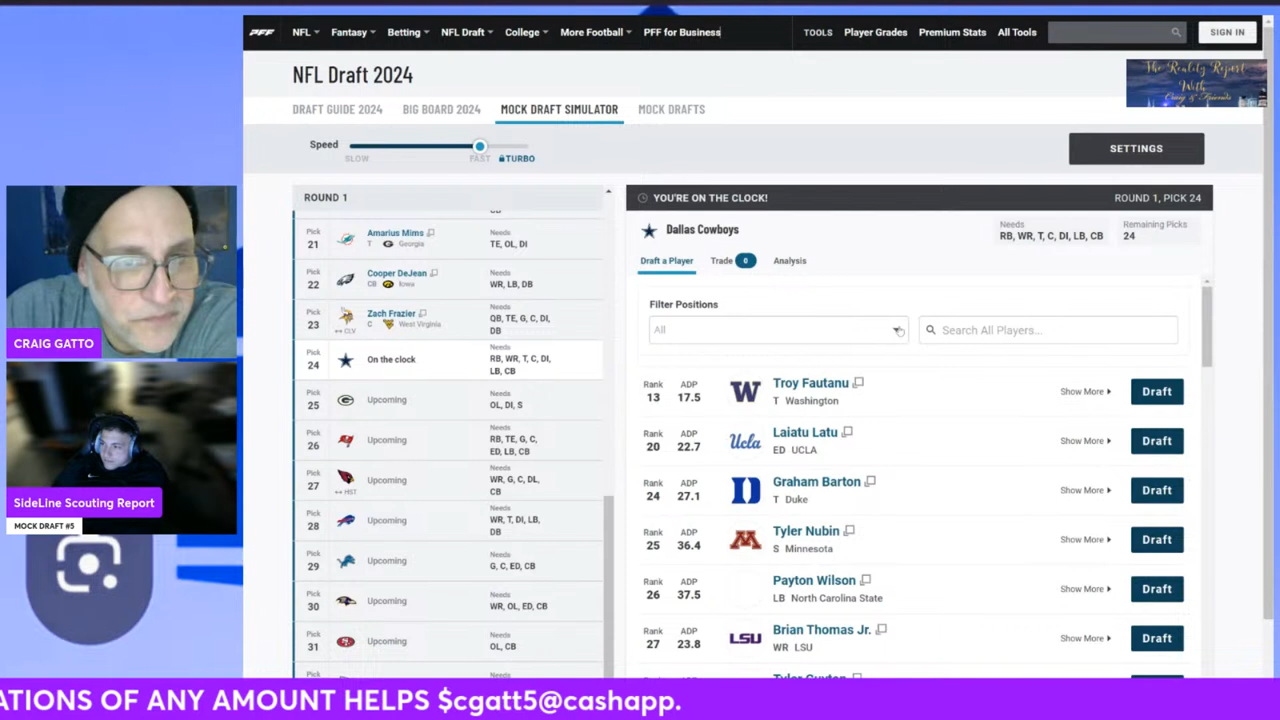 PFF NFL Fantasy Betting NFL Draft College More Football PFF for Business TOOLS Player Grades Premium Stats All Tools SIGN IN
NFL Draft 2024
The Reality Report
With
Craig & Friends
DRAFT GUIDE 2024 BIG BOARD 2024 MOCK DRAFT SIMULATOR MOCK DRAFTS
Speed
SLOW FAST TURBO
SETTINGS
ROUND 1
Pick 21 Amarius Mims T Georgia Needs TE, OL, DI
Pick 22 Cooper DeJean CB Iowa Needs WR, LB, DB
Pick 23 CLV Zach Frazier C West Virginia Needs QB, TE, G, C, DI, DB
Pick 24 On the clock Needs RB, WR, T, C, DI, LB, CB
Pick 25 Upcoming Needs OL, DI, S
Pick 26 Upcoming Needs RB, TE, G, C, ED, LB, CB
Pick 27 HST Upcoming Needs WR, G, C, DL, CB
Pick 28 Upcoming Needs WR, T, DI, LB, DB
Pick 29 Upcoming Needs G, C, ED, CB
Pick 30 Upcoming Needs WR, OL, ED, CB
Pick 31 Upcoming Needs OL, CB
YOU'RE ON THE CLOCK! ROUND 1, PICK 24
Dallas Cowboys
Needs
RB, WR, T, C, DI, LB, CB
Remaining Picks
24
Draft a Player Trade 0 Analysis
Filter Positions
All
Search All Players...
Rank 13 ADP 17.5 W Troy Fautanu T Washington Show More Draft
Rank 20 ADP 22.7 Ucla Laiatu Latu ED UCLA Show More Draft
Rank 24 ADP 27.1 D Graham Barton T Duke Show More Draft
Rank 25 ADP 36.4 M Tyler Nubin S Minnesota Show More Draft
Rank 26 ADP 37.5 Payton Wilson LB North Carolina State Show More Draft
Rank 27 ADP 23.8 LSU Brian Thomas Jr. WR LSU Show More Draft
CRAIG GATTO
SideLine Scouting Report
MOCK DRAFT #5
ATIONS OF ANY AMOUNT HELPS $cgatt5@cashapp.